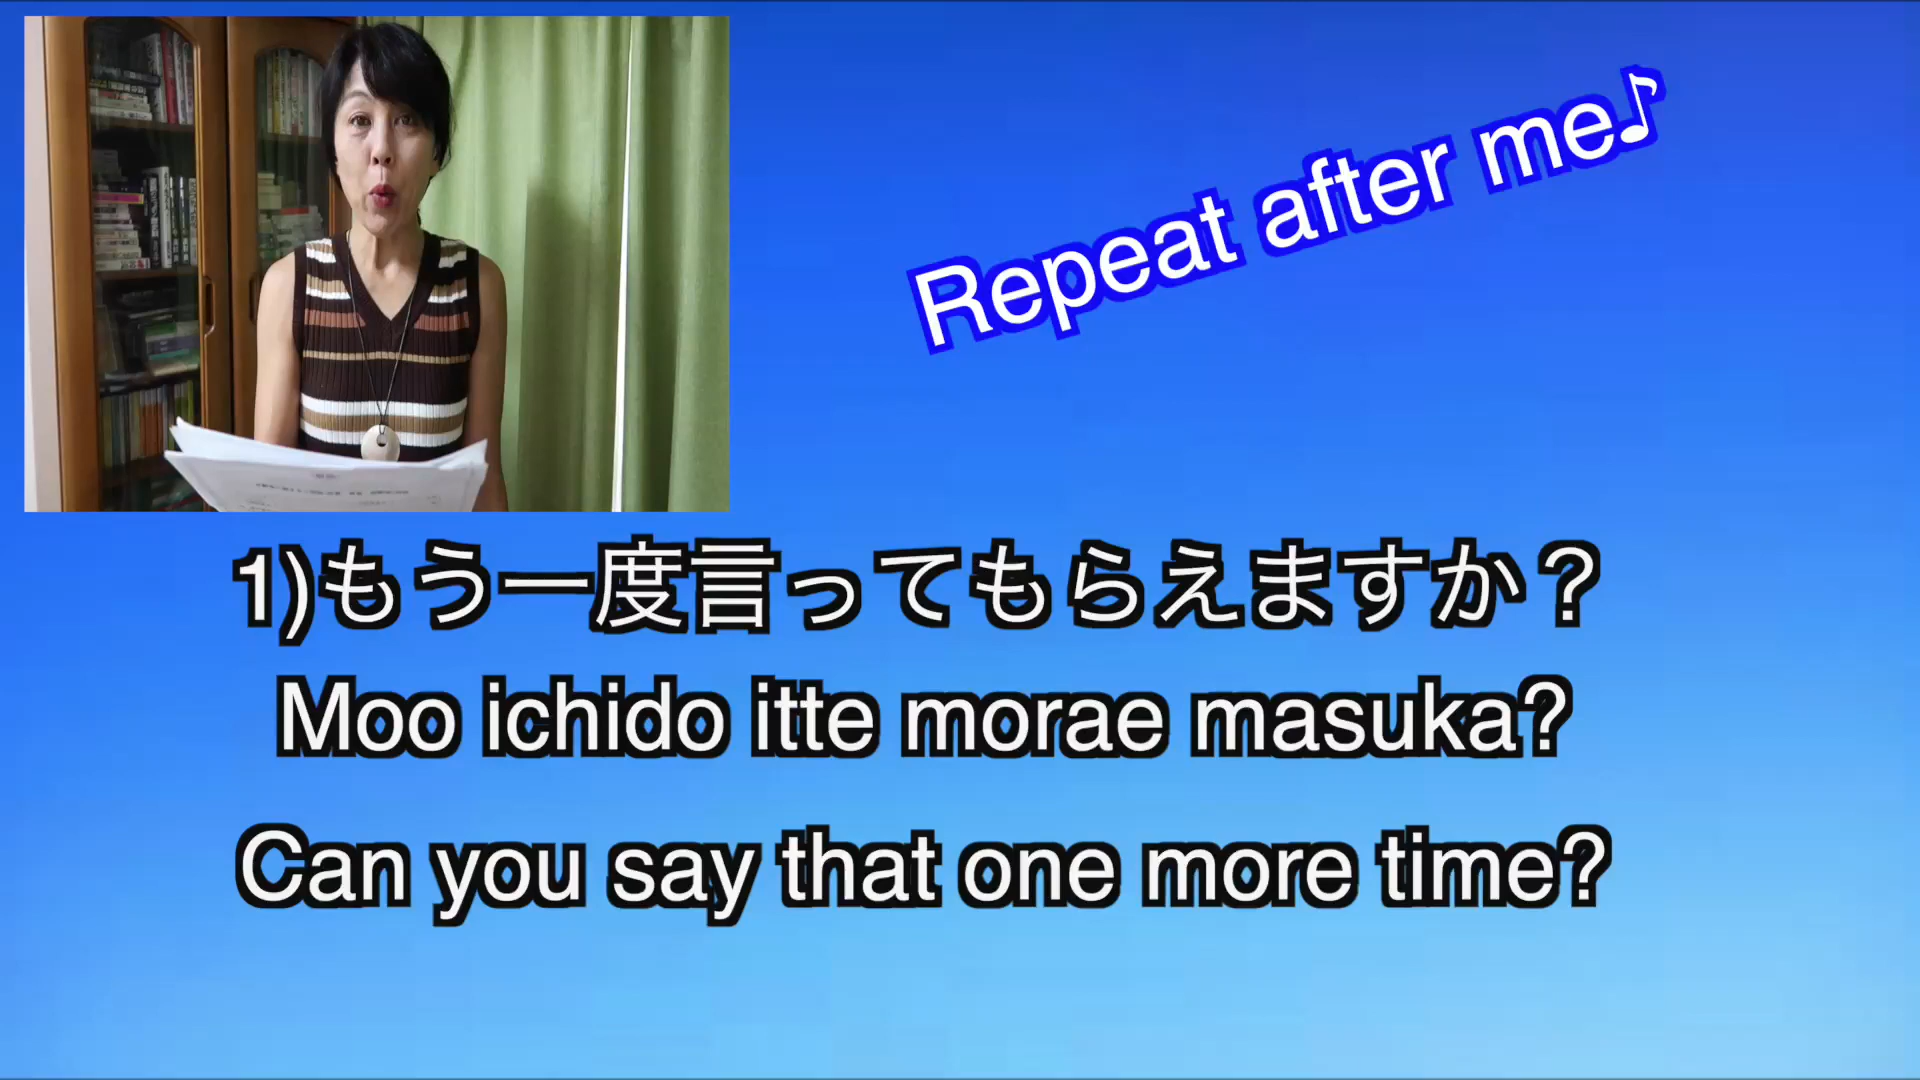 Repeat after me♪
1)もう一度言ってもらえますか？
Moo ichido itte morae masuka?
Can you say that one more time?